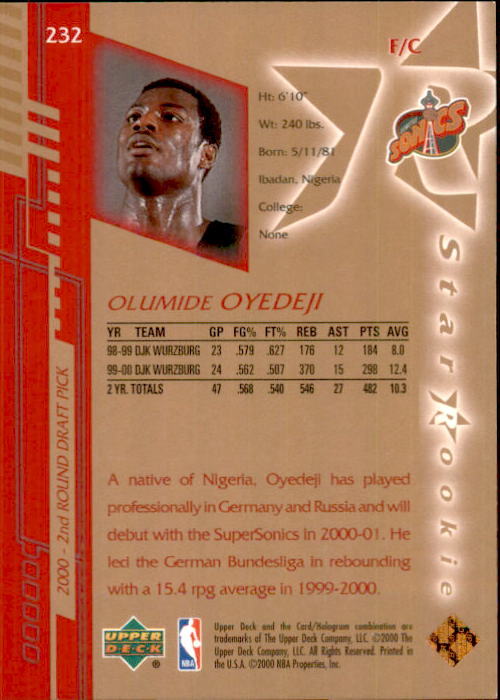 232
F/C
Ht: 6'10"
Wt: 240 lbs.
Born: 5/11/81
Ibadan, Nigeria
College:
None
SONICS
Star Rookie
OLUMIDE OYEDEJI
YR TEAM GP FG% FT% REB AST PTS AVG
98-99 DJK WURZBURG 23 .579 .627 176 12 184 8.0
99-00 DJK WURZBURG 24 .562 .507 370 15 298 12.4
2 YR. TOTALS 47 .568 .540 546 27 482 10.3
2000 - 2nd ROUND DRAFT PICK
A native of Nigeria, Oyedeji has played
professionally in Germany and Russia and will
debut with the SuperSonics in 2000-01. He
led the German Bundesliga in rebounding
with a 15.4 rpg average in 1999-2000.
UPPER
DECK
®
NBA
Upper Deck and the Card/Hologram combination are
trademarks of The Upper Deck Company, LLC. ©2000 The
Upper Deck Company, LLC. All Rights Reserved. Printed in
the U.S.A. ©2000 NBA Properties, Inc.